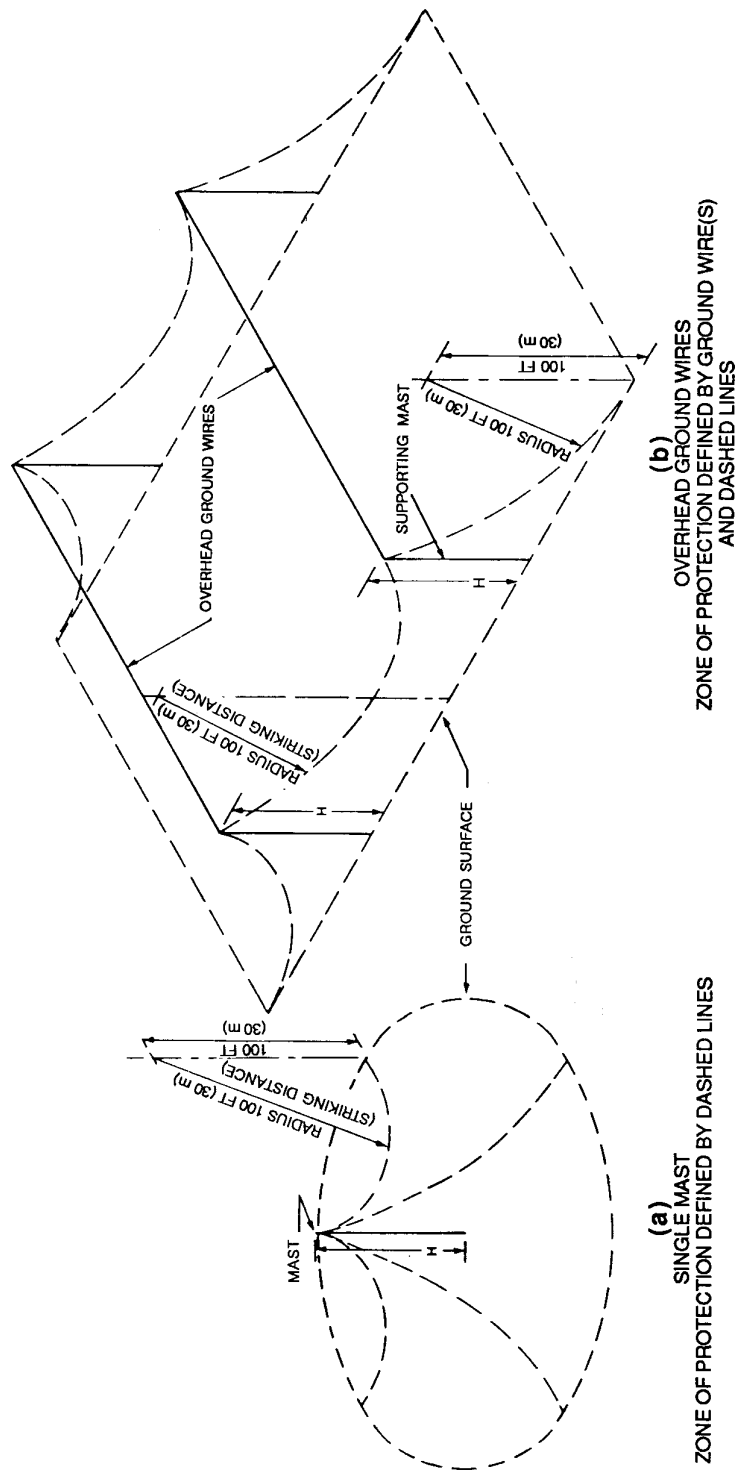 MAST
H
RADIUS 100 FT (30 m)
(STRIKING DISTANCE)
100 FT
(30 m)
GROUND SURFACE
(a)
SINGLE MAST
ZONE OF PROTECTION DEFINED BY DASHED LINES
OVERHEAD GROUND WIRES
H
RADIUS 100 FT (30 m)
(STRIKING DISTANCE)
H
SUPPORTING MAST
RADIUS 100 FT (30 m)
100 FT
(30 m)
(b)
OVERHEAD GROUND WIRES
ZONE OF PROTECTION DEFINED BY GROUND WIRE(S)
AND DASHED LINES